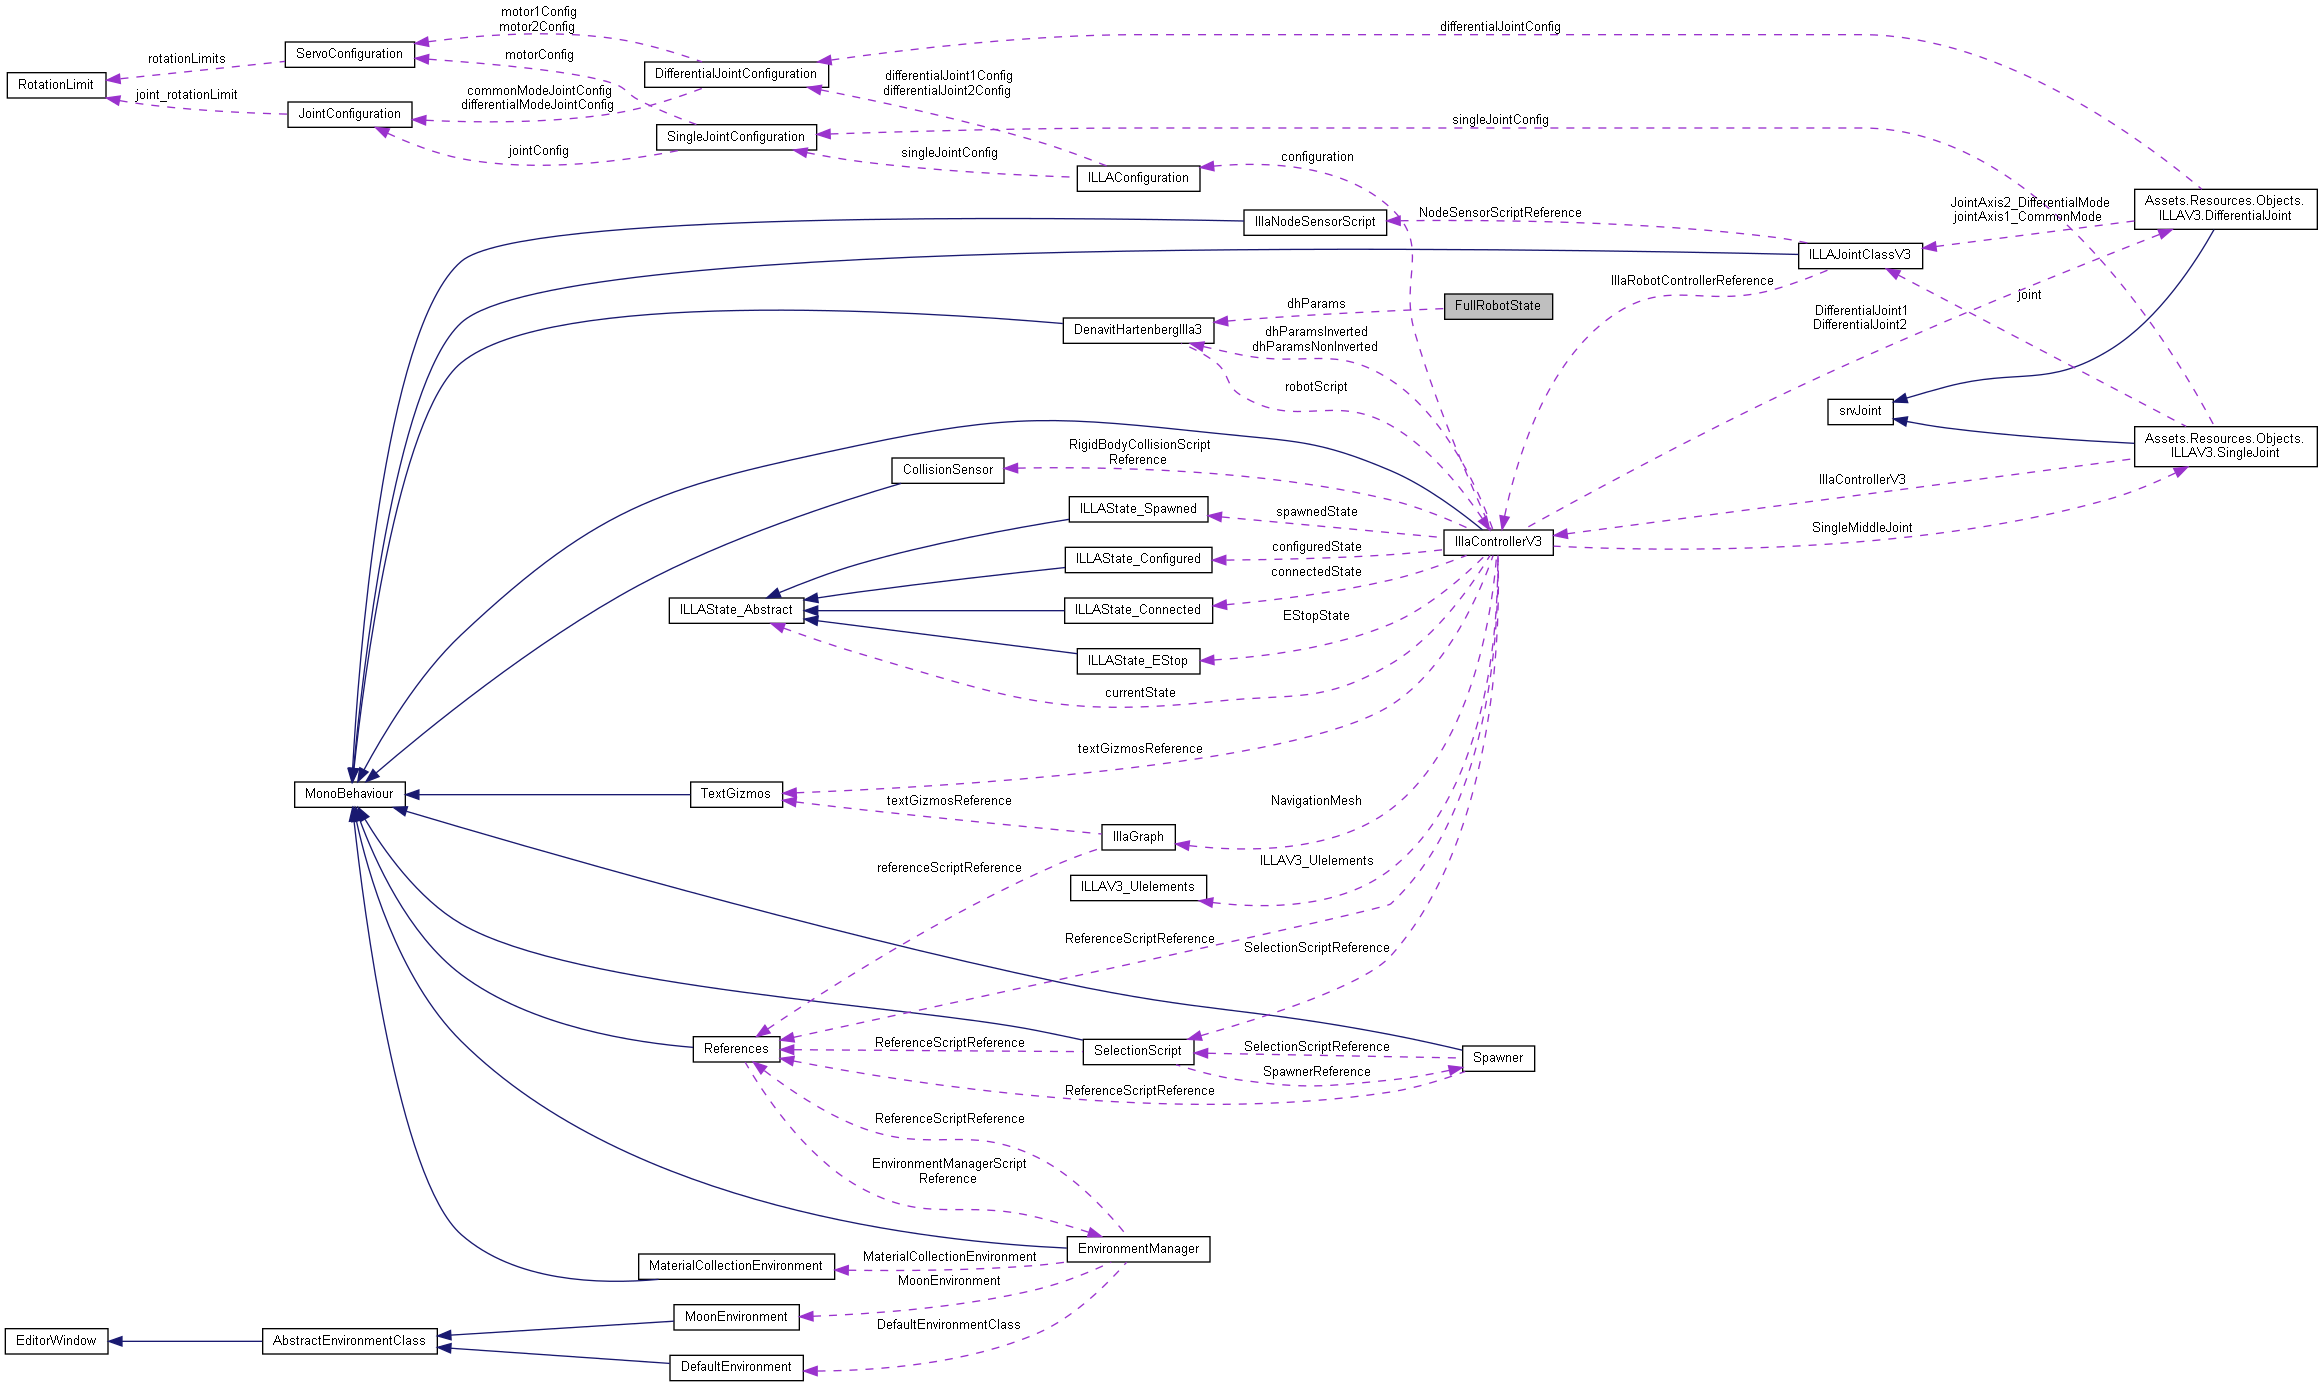 motor1Config
motor2Config
differentialJointConfig
ServoConfiguration
motorConfig
rotationLimits
DifferentialJointConfiguration
differentialJoint1Config
differentialJoint2Config
RotationLimit
joint_rotationLimit
commonModeJointConfig
differentialModeJointConfig
JointConfiguration
singleJointConfig
SingleJointConfiguration
jointConfig
singleJointConfig
configuration
ILLAConfiguration
Assets.Resources.Objects.
ILLAV3.DifferentialJoint
JointAxis2_DifferentialMode
jointAxis1_CommonMode
NodeSensorScriptReference
IllaNodeSensorScript
ILLAJointClassV3
IllaRobotControllerReference
joint
dhParams
FullRobotState
DifferentialJoint1
DifferentialJoint2
DenavitHartenbergIlla3
dhParamsInverted
dhParamsNonInverted
robotScript
srvJoint
Assets.Resources.Objects.
ILLAV3.SingleJoint
RigidBodyCollisionScript
Reference
CollisionSensor
IllaControllerV3
ILLAState_Spawned
spawnedState
SingleMiddleJoint
IllaControllerV3
configuredState
ILLAState_Configured
connectedState
ILLAState_Abstract
ILLAState_Connected
EStopState
ILLAState_EStop
currentState
textGizmosReference
MonoBehaviour
TextGizmos
textGizmosReference
NavigationMesh
IllaGraph
referenceScriptReference
ILLAV3_UIelements
ILLAV3_UIelements
ReferenceScriptReference
SelectionScriptReference
References
ReferenceScriptReference
SelectionScript
SelectionScriptReference
Spawner
SpawnerReference
ReferenceScriptReference
ReferenceScriptReference
EnvironmentManagerScript
Reference
EnvironmentManager
MaterialCollectionEnvironment
MaterialCollectionEnvironment
MoonEnvironment
MoonEnvironment
DefaultEnvironmentClass
EditorWindow
AbstractEnvironmentClass
DefaultEnvironment